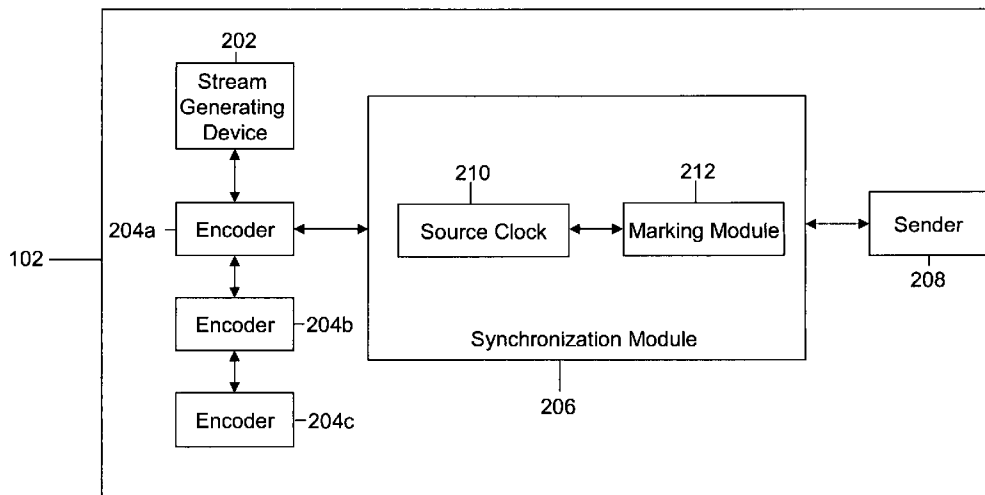 202
Stream
Generating
Device
210
212
204a
Encoder
Source Clock
Marking Module
Sender
102
208
Encoder
204b
Synchronization Module
206
Encoder
204c